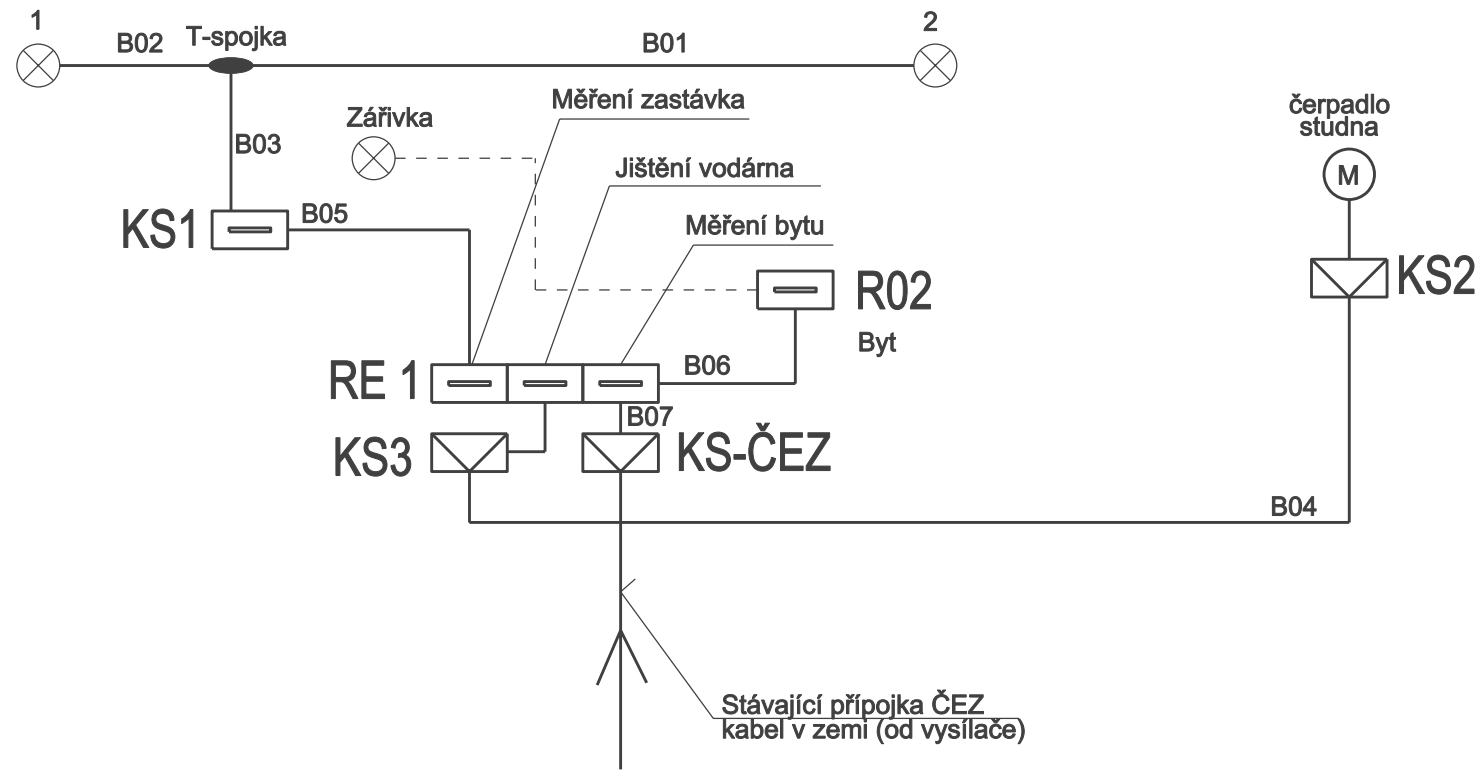 1
2
B02
T-spojka
B01
Měření zastávka
Zářivka
čerpadlo
studna
B03
Jištění vodárna
M
KS1
B05
Měření bytu
R02
KS2
Byt
RE 1
B06
B07
KS3
KS-ČEZ
B04
Stávající přípojka ČEZ
kabel v zemi (od vysílače)